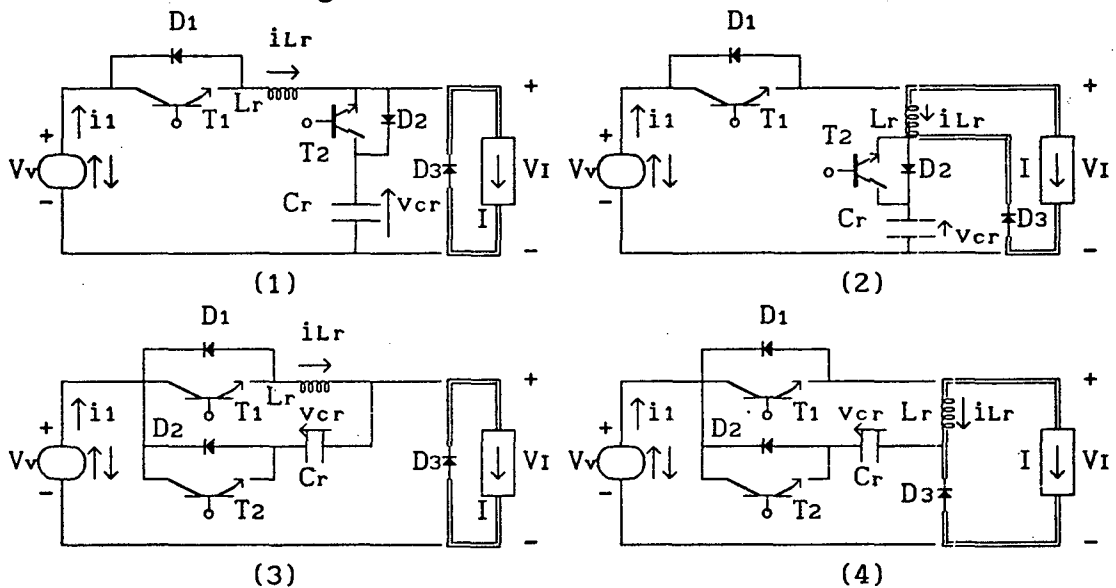 D1
iLr
+
i1
T1
Lr
T2
D2
D3
Vv
Cr
vcr
I
VI
-
(1)
D1
+
i1
T1
Lr
iLr
T2
D2
I
VI
Vv
Cr
vcr
D3
-
(2)
D1
iLr
+
i1
T1
Lr
vcr
D2
Vv
Cr
D3
VI
T2
I
-
(3)
D1
+
i1
T1
vcr
Lr
iLr
D2
Vv
Cr
I
VI
T2
D3
-
(4)